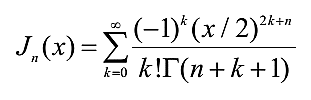 J_n(x) = \sum_{k=0}^{\infty} \frac{(-1)^k (x/2)^{2k+n}}{k!\Gamma(n+k+1)}